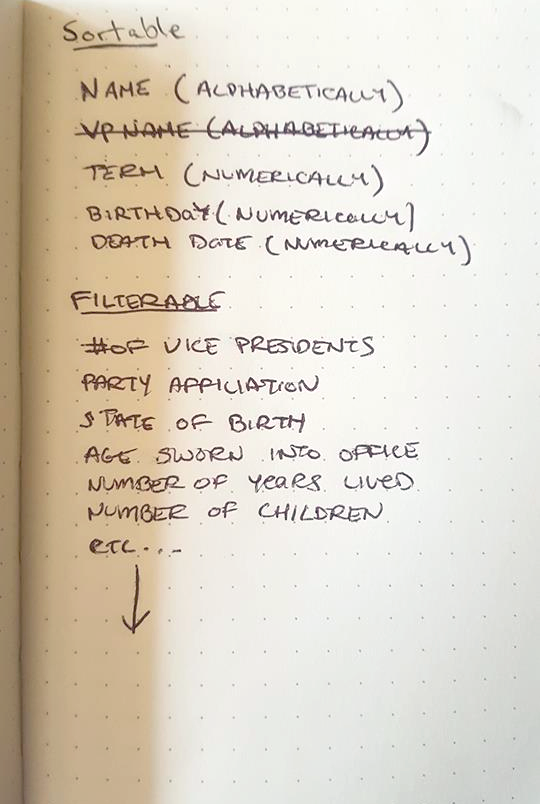 Sortable
NAME (ALPHABETICALLY)
VP NAME (ALPHABETICALLY)
TERM (NUMERICALLY)
BIRTHDAY (NUMERICALLY)
DEATH DATE (NUMERICALLY)
FILTERABLE
# OF VICE PRESIDENTS
PARTY AFFILIATION
STATE OF BIRTH
AGE SWORN INTO OFFICE
NUMBER OF YEARS LIVED
NUMBER OF CHILDREN
etc...